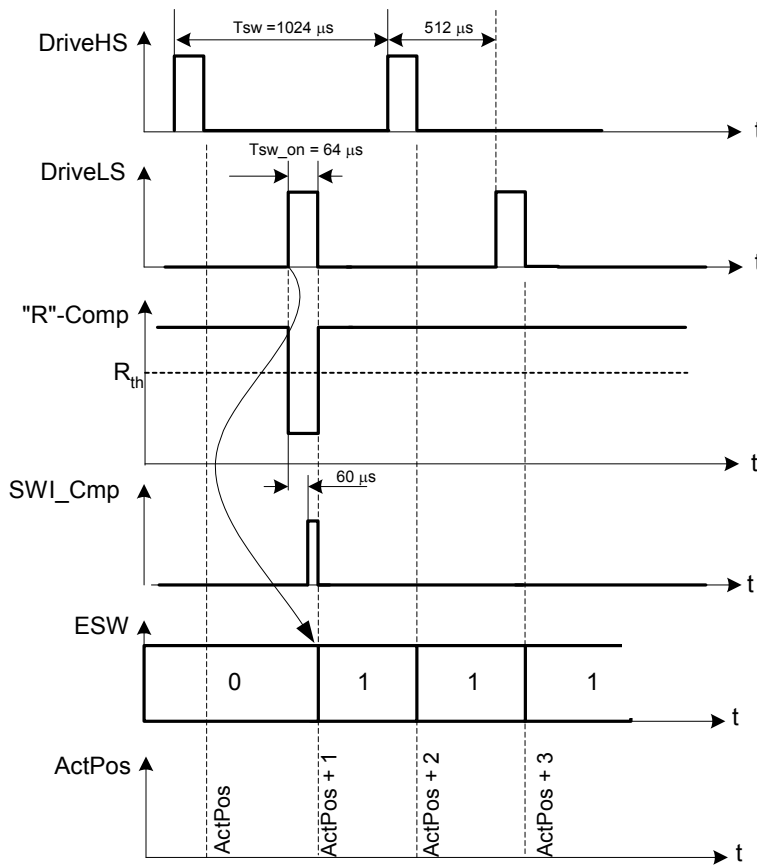 Tsw =1024 μs
512 μs
DriveHS
t
Tsw_on = 64 μs
DriveLS
t
"R"-Comp
Rth
t
60 μs
SWI_Cmp
t
ESW
0
1
1
1
t
ActPos
ActPos
ActPos + 1
ActPos + 2
ActPos + 3
t